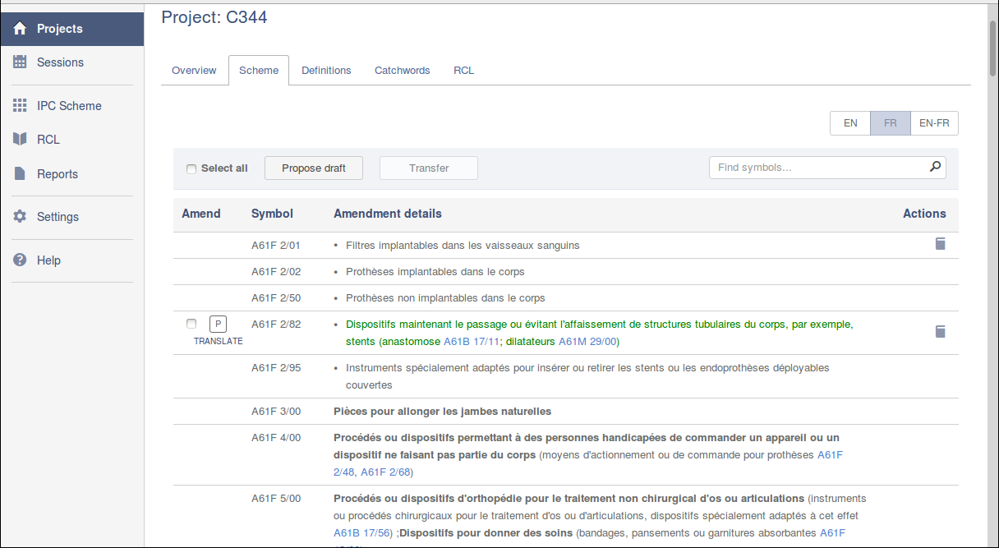 Project: C344
Projects
Sessions
IPC Scheme
RCL
Reports
Settings
Help
Overview Scheme Definitions Catchwords RCL
EN FR EN-FR
Select all Propose draft Transfer Find symbols...
Amend Symbol Amendment details Actions
A61F 2/01 • Filtres implantables dans les vaisseaux sanguins
A61F 2/02 • Prothèses implantables dans le corps
A61F 2/50 • Prothèses non implantables dans le corps
P A61F 2/82 • Dispositifs maintenant le passage ou évitant l'affaissement de structures tubulaires du corps, par exemple,
TRANSLATE stents (anastomose A61B 17/11; dilatateurs A61M 29/00)
A61F 2/95 • Instruments spécialement adaptés pour insérer ou retirer les stents ou les endoprothèses déployables
couvertes
A61F 3/00 Pièces pour allonger les jambes naturelles
A61F 4/00 Procédés ou dispositifs permettant à des personnes handicapées de commander un appareil ou un
dispositif ne faisant pas partie du corps (moyens d'actionnement ou de commande pour prothèses A61F
2/48, A61F 2/68)
A61F 5/00 Procédés ou dispositifs d'orthopédie pour le traitement non chirurgical d'os ou articulations (instruments
ou procédés chirurgicaux pour le traitement d'os ou d'articulations, dispositifs spécialement adaptés à cet effet
A61B 17/56) ;Dispositifs pour donner des soins (bandages, pansements ou garnitures absorbantes A61F